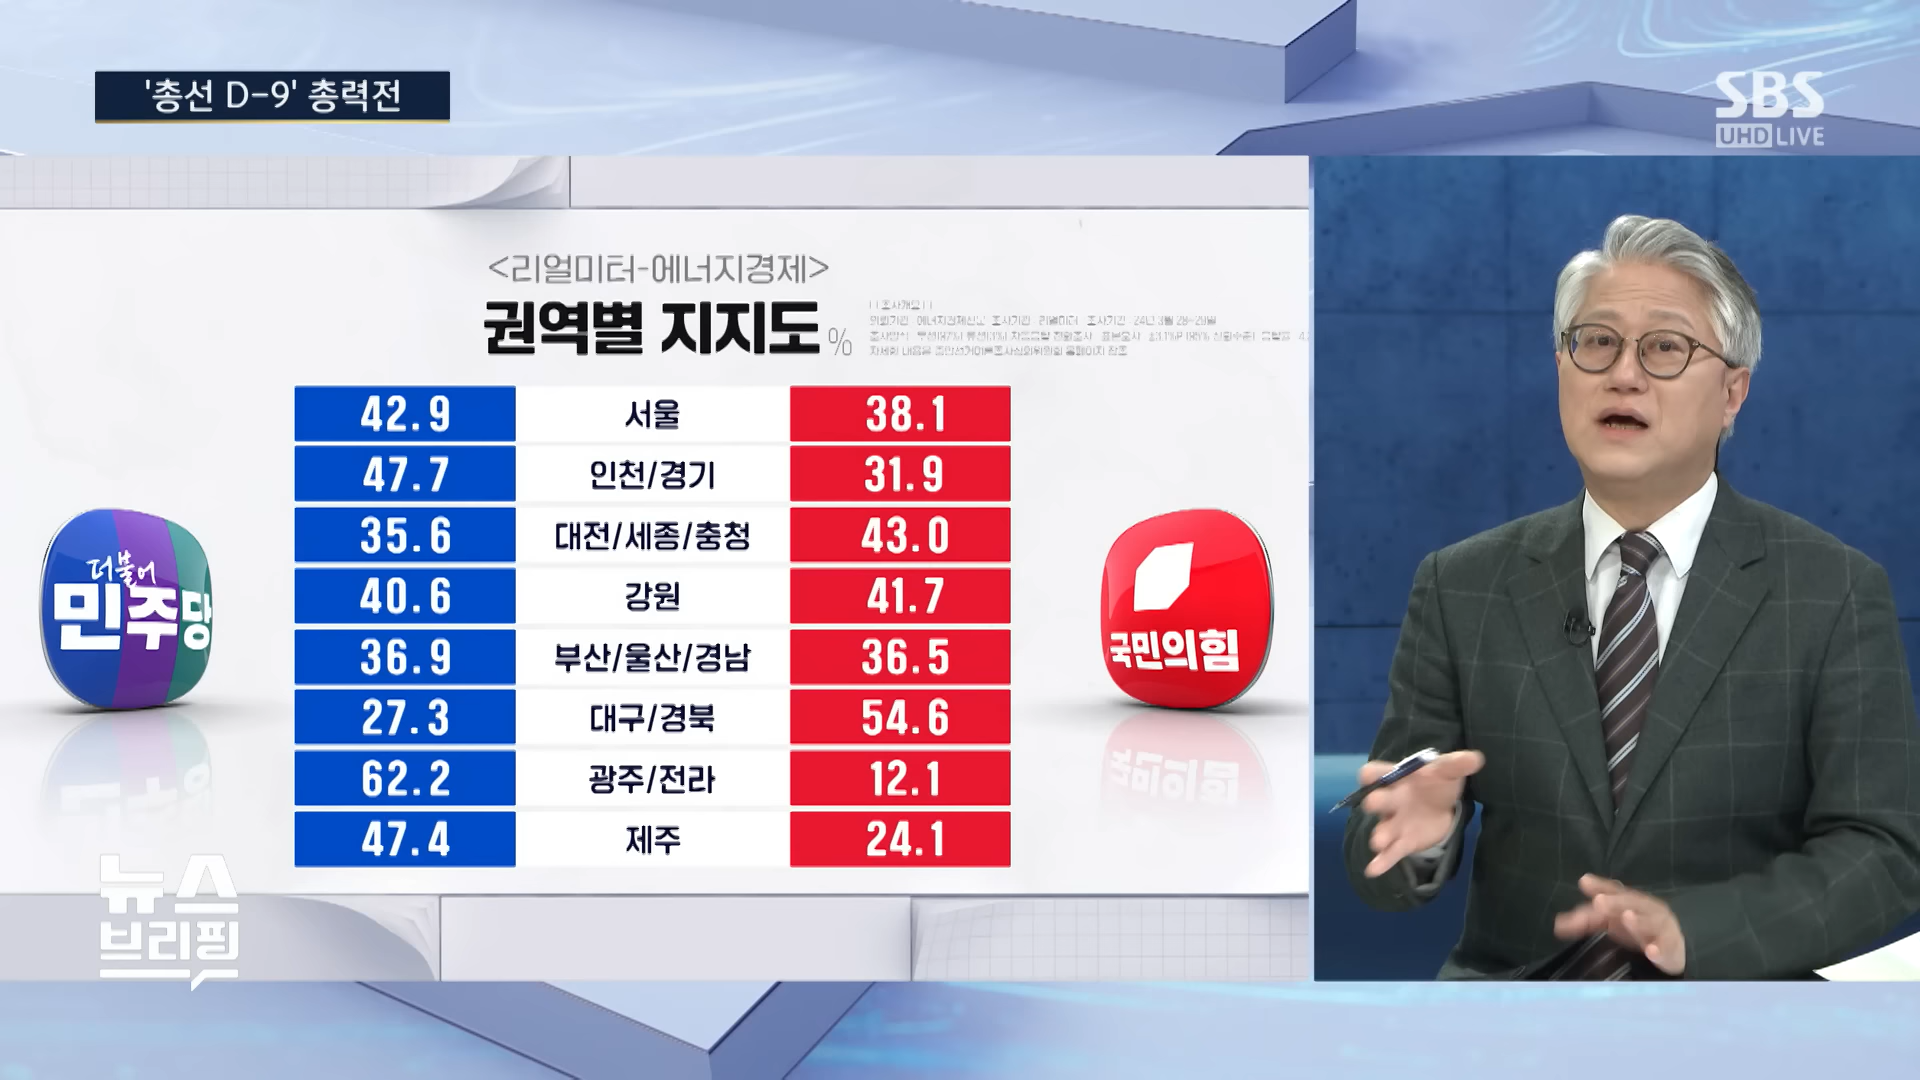 '총선 D-9' 총력전
SBS
UHD LIVE
<리얼미터-에너지경제>
권역별 지지도 %
42.9 서울 38.1
47.7 인천/경기 31.9
35.6 대전/세종/충청 43.0
40.6 강원 41.7
36.9 부산/울산/경남 36.5
27.3 대구/경북 54.6
62.2 광주/전라 12.1
47.4 제주 24.1
더불어
민주당
국민의힘
뉴스
브리핑